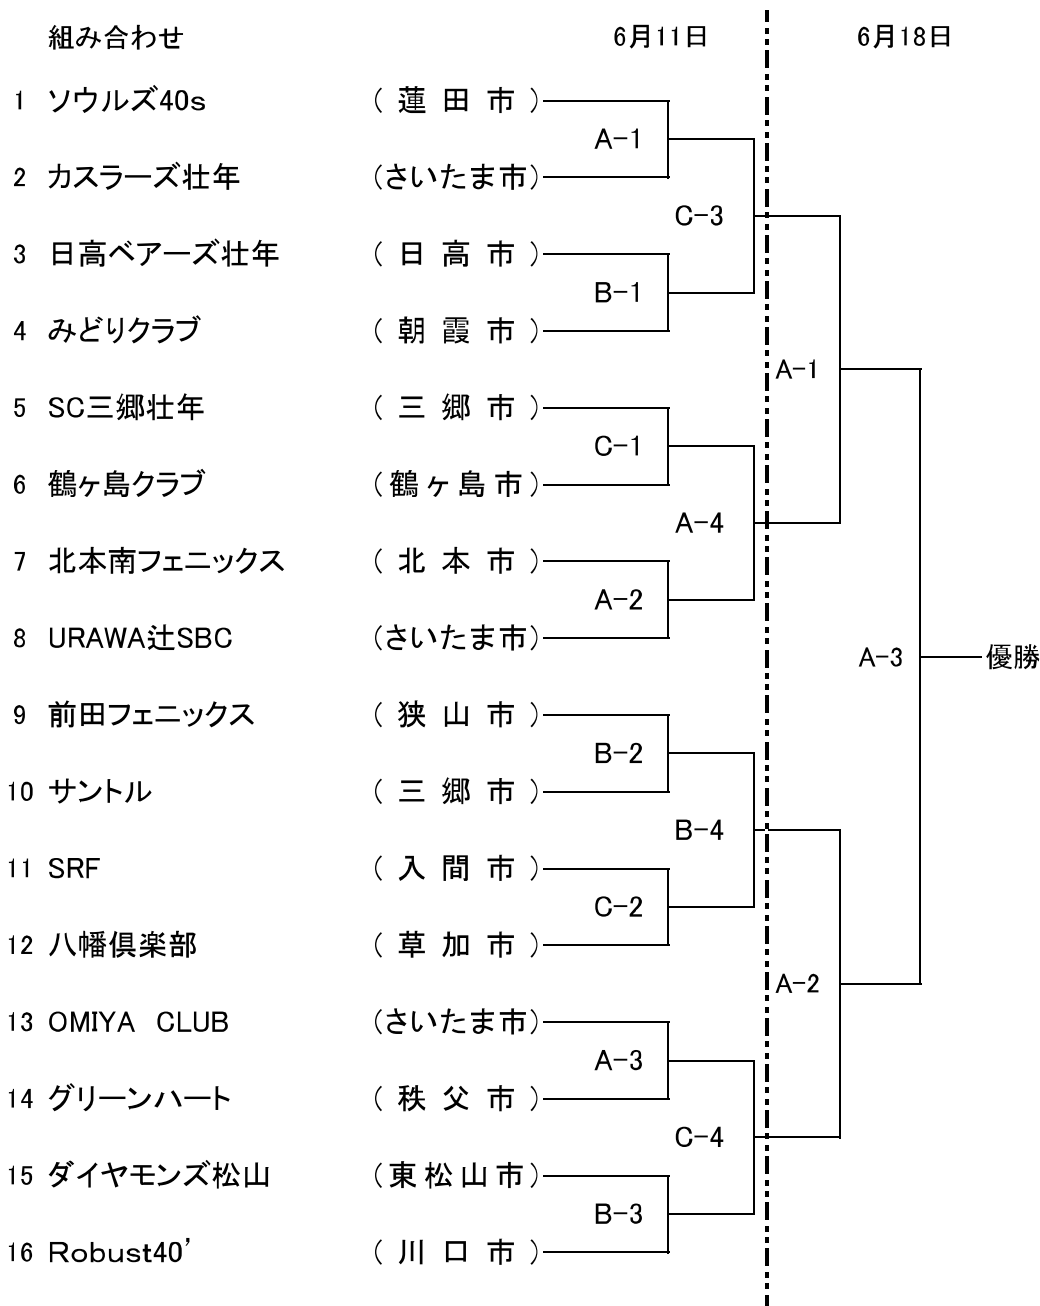 組み合わせ 6月11日 6月18日
1 ソウルズ40s (蓮田市)
A-1
2 カスラーズ壮年 (さいたま市)
C-3
3 日高ベアーズ壮年 (日高市)
B-1
4 みどりクラブ (朝霞市)
A-1
5 SC三郷壮年 (三郷市)
C-1
6 鶴ヶ島クラブ (鶴ヶ島市)
A-4
7 北本南フェニックス (北本市)
A-2
8 URAWA辻SBC (さいたま市)
A-3 優勝
9 前田フェニックス (狭山市)
B-2
10 サントル (三郷市)
B-4
11 SRF (入間市)
C-2
12 八幡倶楽部 (草加市)
A-2
13 OMIYA　CLUB (さいたま市)
A-3
14 グリーンハート (秩父市)
C-4
15 ダイヤモンズ松山 (東松山市)
B-3
16 Robust40’ (川口市)